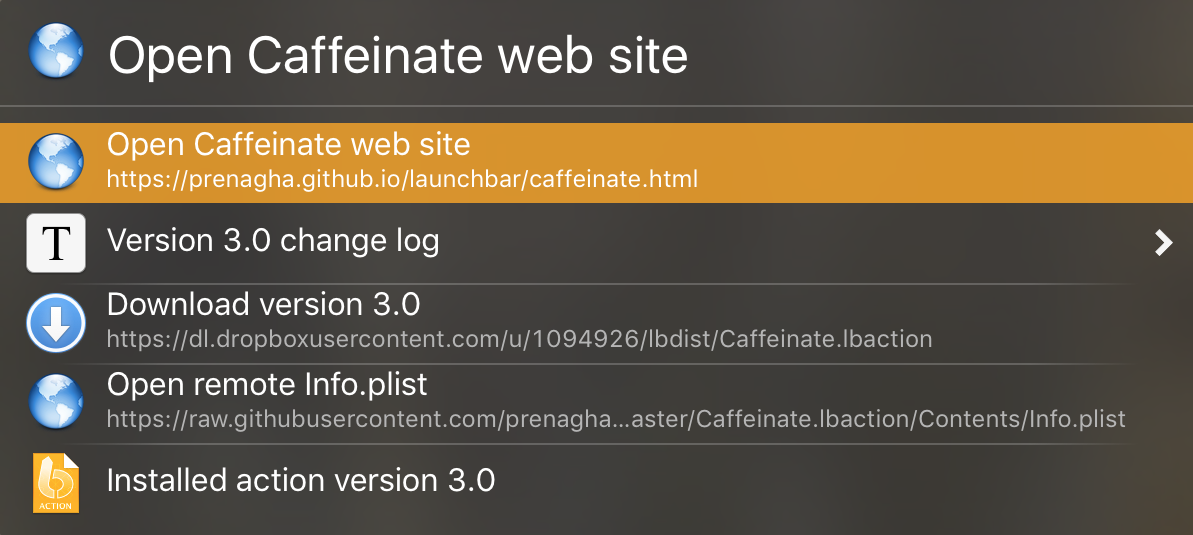 Open Caffeinate web site
Open Caffeinate web site
https://prenagha.github.io/launchbar/caffeinate.html
T
Version 3.0 change log
Download version 3.0
https://dl.dropboxusercontent.com/u/1094926/lbdist/Caffeinate.lbaction
Open remote Info.plist
https://raw.githubusercontent.com/prenagha...aster/Caffeinate.lbaction/Contents/Info.plist
Installed action version 3.0
ACTION